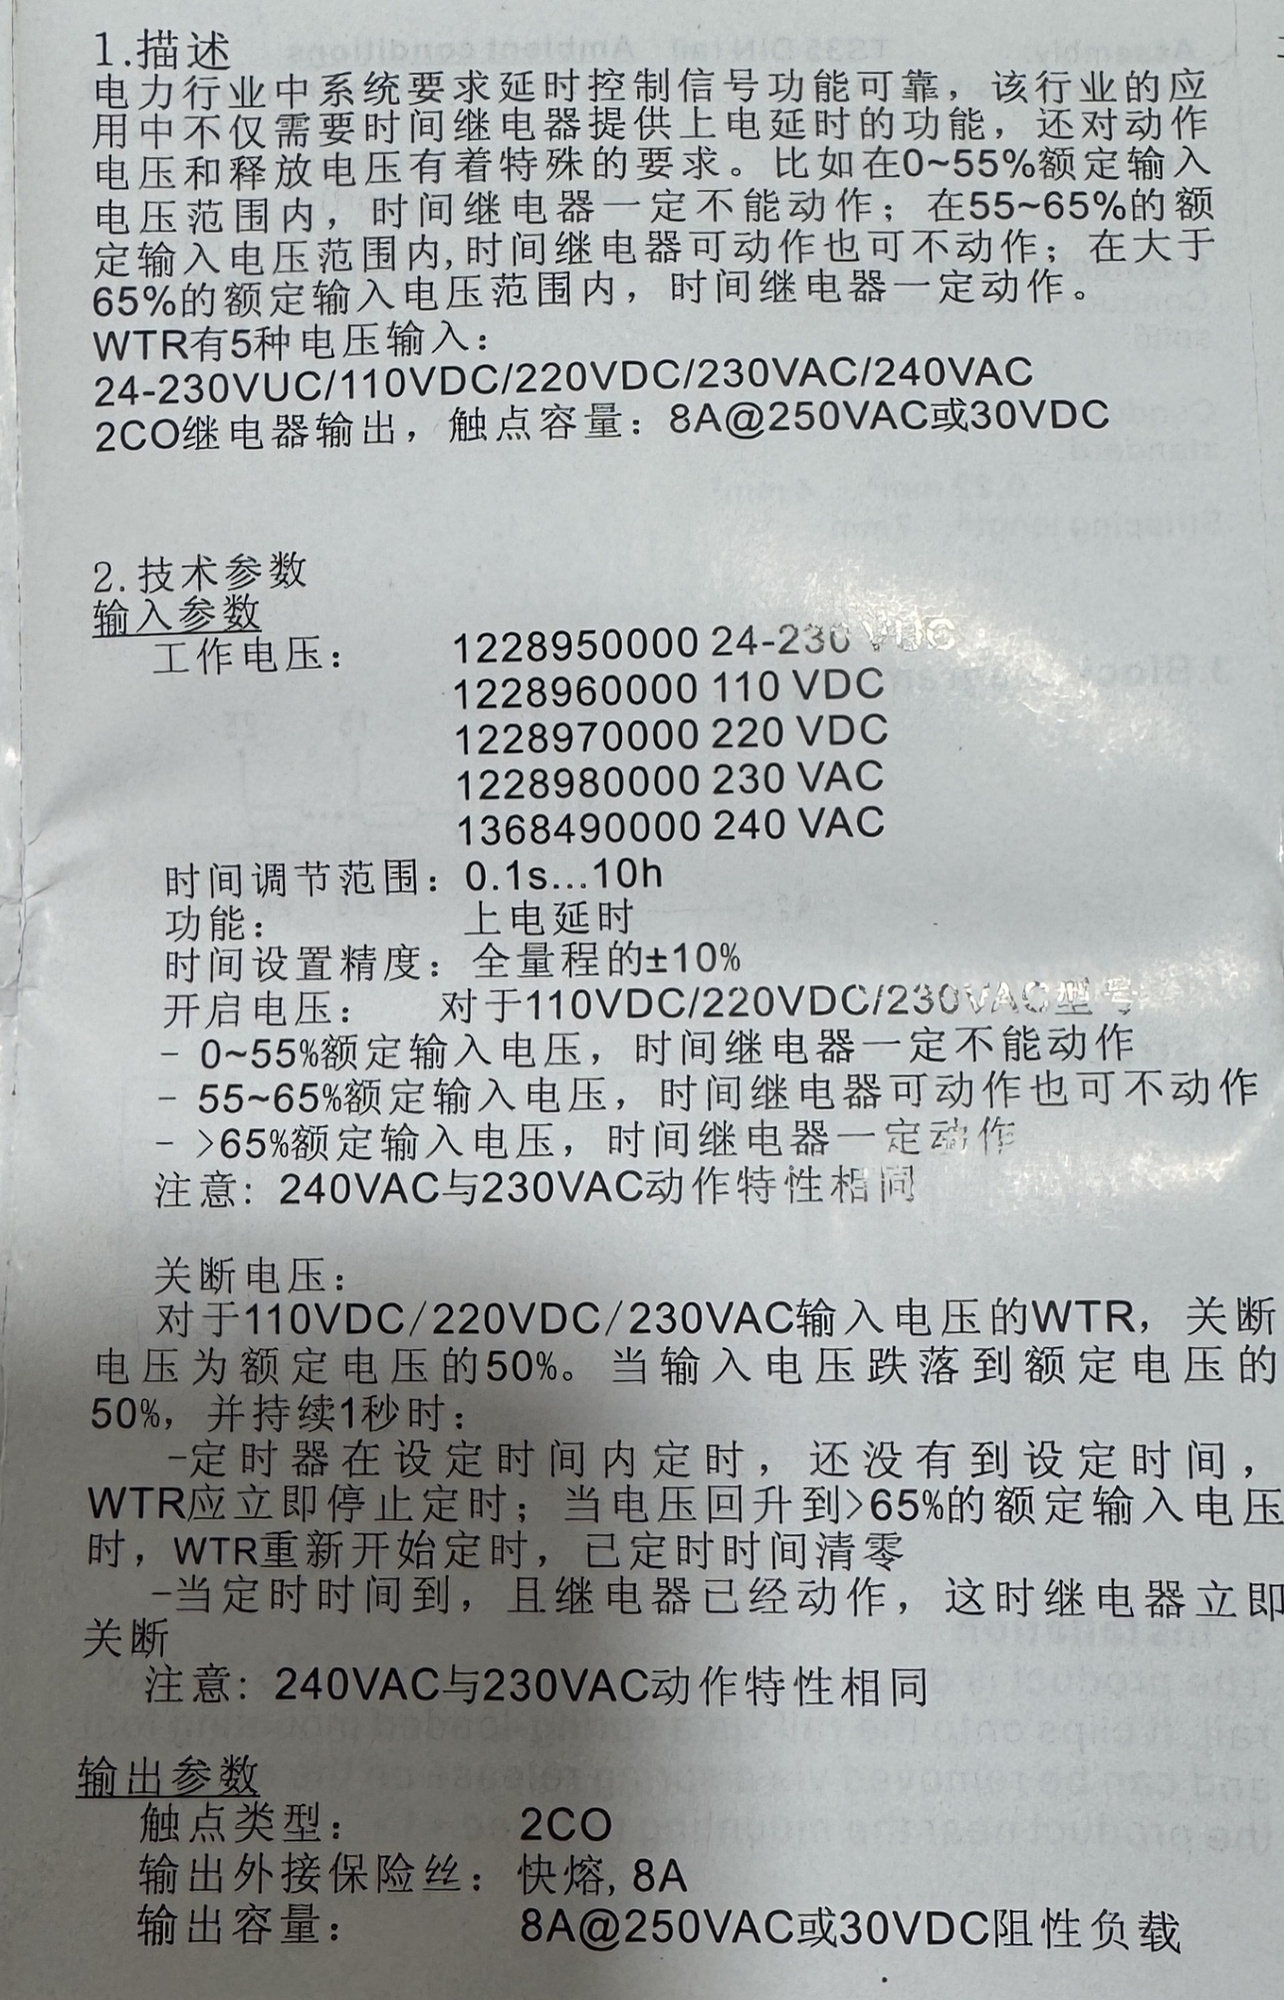 1.描述
电力行业中系统要求延时控制信号功能可靠，该行业的应
用中不仅需要时间继电器提供上电延时的功能，还对动作
电压和释放电压有着特殊的要求。比如在0~55%额定输入
电压范围内，时间继电器一定不能动作；在55~65%的额
定输入电压范围内,时间继电器可动作也可不动作；在大于
65%的额定输入电压范围内，时间继电器一定动作。
WTR有5种电压输入：
24-230VUC/110VDC/220VDC/230VAC/240VAC
2CO继电器输出，触点容量：8A@250VAC或30VDC
2.技术参数
输入参数
工作电压： 1228950000 24-230 VUC
1228960000 110 VDC
1228970000 220 VDC
1228980000 230 VAC
1368490000 240 VAC
时间调节范围：0.1s...10h
功能： 上电延时
时间设置精度：全量程的±10%
开启电压： 对于110VDC/220VDC/230VAC型号
- 0~55%额定输入电压，时间继电器一定不能动作
- 55~65%额定输入电压，时间继电器可动作也可不动作
- >65%额定输入电压，时间继电器一定动作
注意：240VAC与230VAC动作特性相同
关断电压：
对于110VDC/220VDC/230VAC输入电压的WTR，关断
电压为额定电压的50%。当输入电压跌落到额定电压的
50%，并持续1秒时：
-定时器在设定时间内定时，还没有到设定时间，
WTR应立即停止定时；当电压回升到>65%的额定输入电压
时，WTR重新开始定时，已定时时间清零
-当定时时间到，且继电器已经动作，这时继电器立即
关断
注意：240VAC与230VAC动作特性相同
输出参数
触点类型： 2CO
输出外接保险丝：快熔, 8A
输出容量： 8A@250VAC或30VDC阻性负载